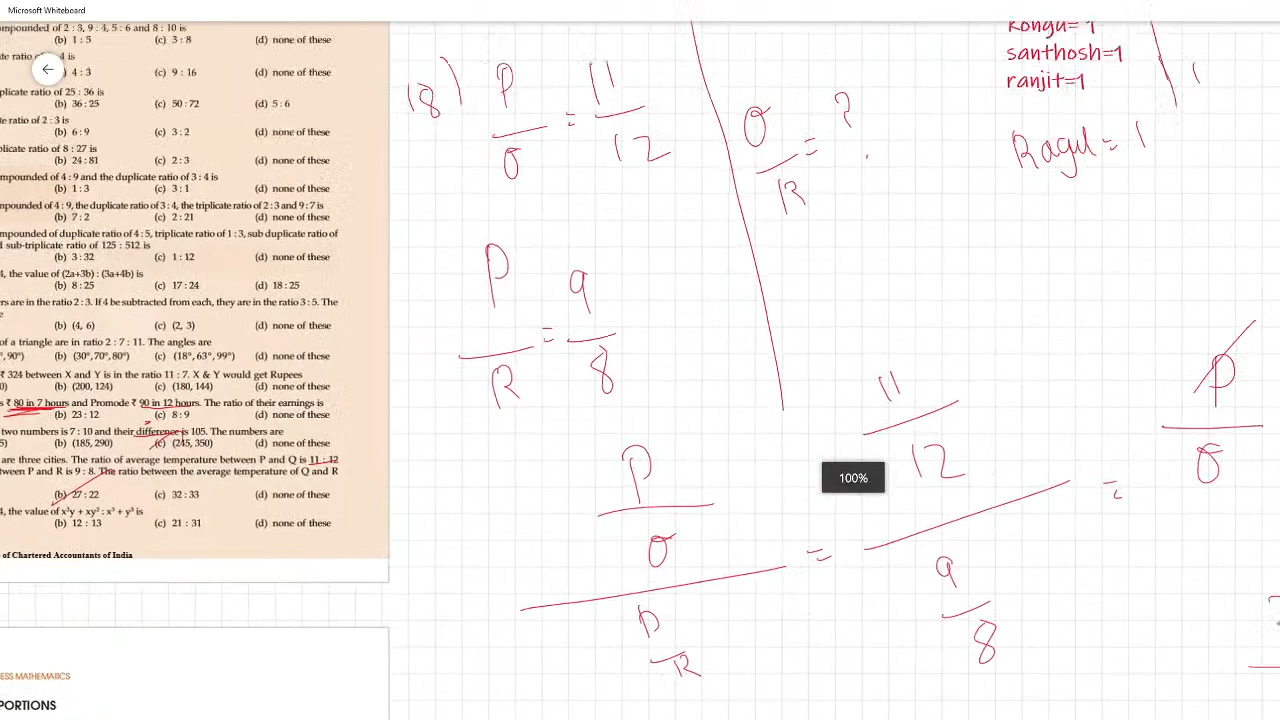 Microsoft Whiteboard
mpounded of 2 : 3, 9 : 4, 5 : 6 and 8 : 10 is
(b) 1 : 5 (c) 3 : 8 (d) none of these
te ratio of 4 is
4 : 3 (c) 9 : 16 (d) none of these
plicate ratio of 25 : 36 is
(b) 36 : 25 (c) 50 : 72 (d) 5 : 6
te ratio of 2 : 3 is
(b) 6 : 9 (c) 3 : 2 (d) none of these
plicate ratio of 8 : 27 is
(b) 24 : 81 (c) 2 : 3 (d) none of these
mpounded of 4 : 9 and the duplicate ratio of 3 : 4 is
(b) 1 : 3 (c) 3 : 1 (d) none of these
mpounded of 4 : 9, the duplicate ratio of 3 : 4, the triplicate ratio of 2 : 3 and 9 : 7 is
(b) 7 : 2 (c) 2 : 21 (d) none of these
mpounded of duplicate ratio of 4 : 5, triplicate ratio of 1 : 3, sub duplicate ratio of
d sub-triplicate ratio of 125 : 512 is
(b) 3 : 32 (c) 1 : 12 (d) none of these
4, the value of (2a+3b) : (3a+4b) is
(b) 8 : 25 (c) 17 : 24 (d) 18 : 25
ers are in the ratio 2 : 3. If 4 be subtracted from each, they are in the ratio 3 : 5. The
e
(b) (4, 6) (c) (2, 3) (d) none of these
of a triangle are in ratio 2 : 7 : 11. The angles are
°, 90°) (b) (30°, 70°, 80°) (c) (18°, 63°, 99°) (d) none of these
₹ 324 between X and Y is in the ratio 11 : 7. X & Y would get Rupees
0) (b) (200, 124) (c) (180, 144) (d) none of these
s ₹ 80 in 7 hours and Promode ₹ 90 in 12 hours. The ratio of their earnings is
(b) 23 : 12 (c) 8 : 9 (d) none of these
two numbers is 7 : 10 and their difference is 105. The numbers are
5) (b) (185, 290) (c) (245, 350) (d) none of these
are three cities. The ratio of average temperature between P and Q is 11 : 12
tween P and R is 9 : 8. The ratio between the average temperature of Q and R
(b) 27 : 22 (c) 32 : 33 (d) none of these
4, the value of x²y + xy² : x³ + y³ is
(b) 12 : 13 (c) 21 : 31 (d) none of these
e of Chartered Accountants of India
ESS MATHEMATICS
PORTIONS
kongu= 1
santhosh=1
ranjit=1
Ragul = 1
1
18) P = 11
Q 12
Q = ?
R
P = 9
R 8
P
Q
P
R
=
11
12
9
8
=
P
Q
100%